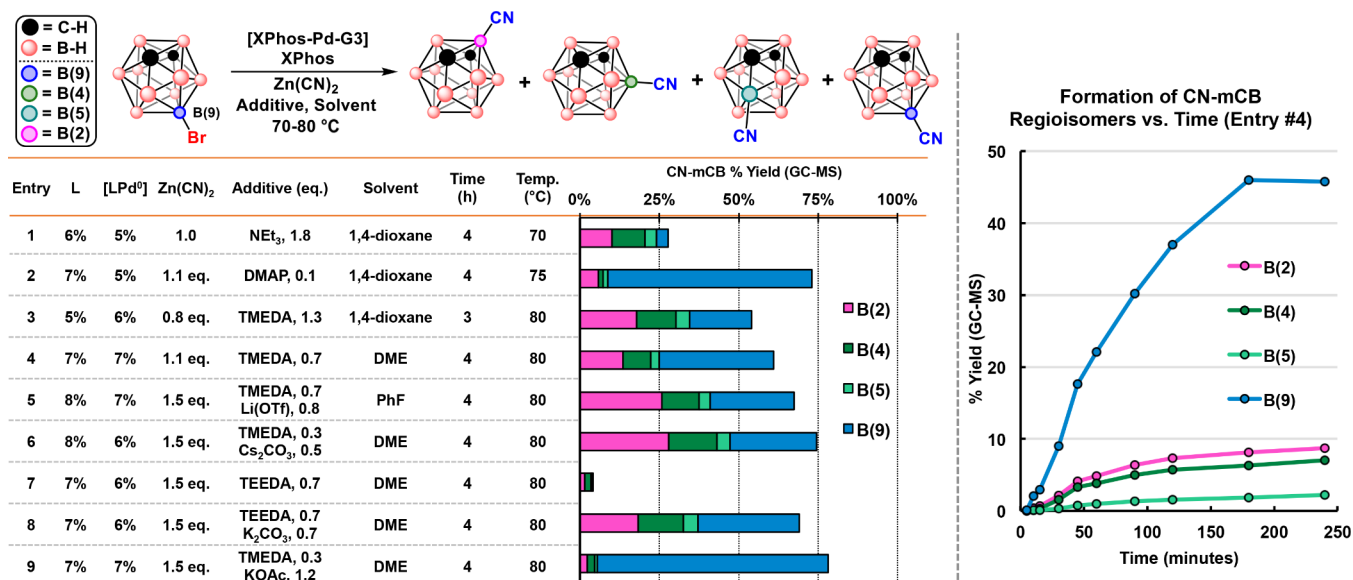 = C-H
= B-H
= B(9)
= B(4)
= B(5)
= B(2)
B(9)
Br
[XPhos-Pd-G3]
XPhos
Zn(CN)₂
Additive, Solvent
70-80 °C
CN
+
CN
+
CN
+
CN
Entry L [LPd⁰] Zn(CN)₂ Additive (eq.) Solvent Time (h) Temp. (°C)
CN-mCB % Yield (GC-MS)
0% 25% 50% 75% 100%
1 6% 5% 1.0 NEt₃, 1.8 1,4-dioxane 4 70
2 7% 5% 1.1 eq. DMAP, 0.1 1,4-dioxane 4 75
3 5% 6% 0.8 eq. TMEDA, 1.3 1,4-dioxane 3 80
4 7% 7% 1.1 eq. TMEDA, 0.7 DME 4 80
5 8% 7% 1.5 eq. TMEDA, 0.7 Li(OTf), 0.8 PhF 4 80
6 8% 6% 1.5 eq. TMEDA, 0.3 Cs₂CO₃, 0.5 DME 4 80
7 7% 6% 1.5 eq. TEEDA, 0.7 DME 4 80
8 7% 6% 1.5 eq. TEEDA, 0.7 K₂CO₃, 0.7 DME 4 80
9 7% 7% 1.5 eq. TMEDA, 0.3 KOAc, 1.2 DME 4 80
B(2)
B(4)
B(5)
B(9)
Formation of CN-mCB
Regioisomers vs. Time (Entry #4)
% Yield (GC-MS)
50
40
30
20
10
0
0 50 100 150 200 250
Time (minutes)
B(2)
B(4)
B(5)
B(9)